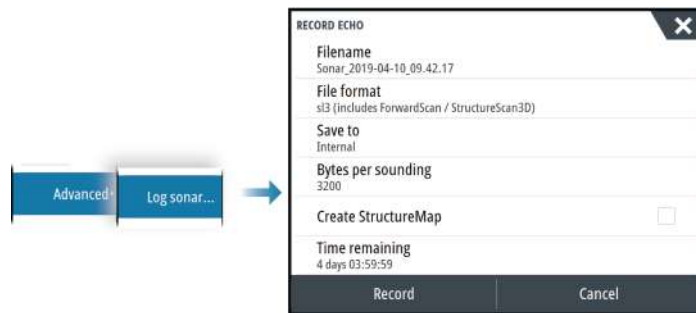 Advanced
Log sonar...
RECORD ECHO
Filename
Sonar_2019-04-10_09.42.17
File format
sl3 (includes ForwardScan / StructureScan3D)
Save to
Internal
Bytes per sounding
3200
Create StructureMap
Time remaining
4 days 03:59:59
Record
Cancel